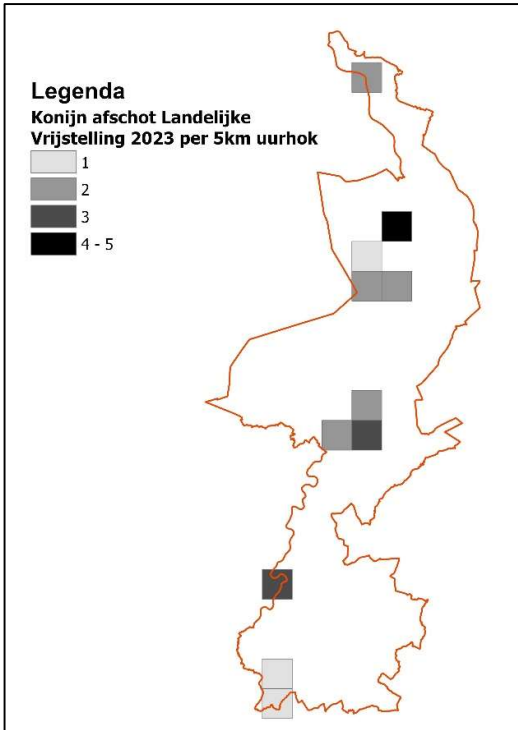 Legenda
Konijn afschot Landelijke
Vrijstelling 2023 per 5km uurhok
1
2
3
4 - 5